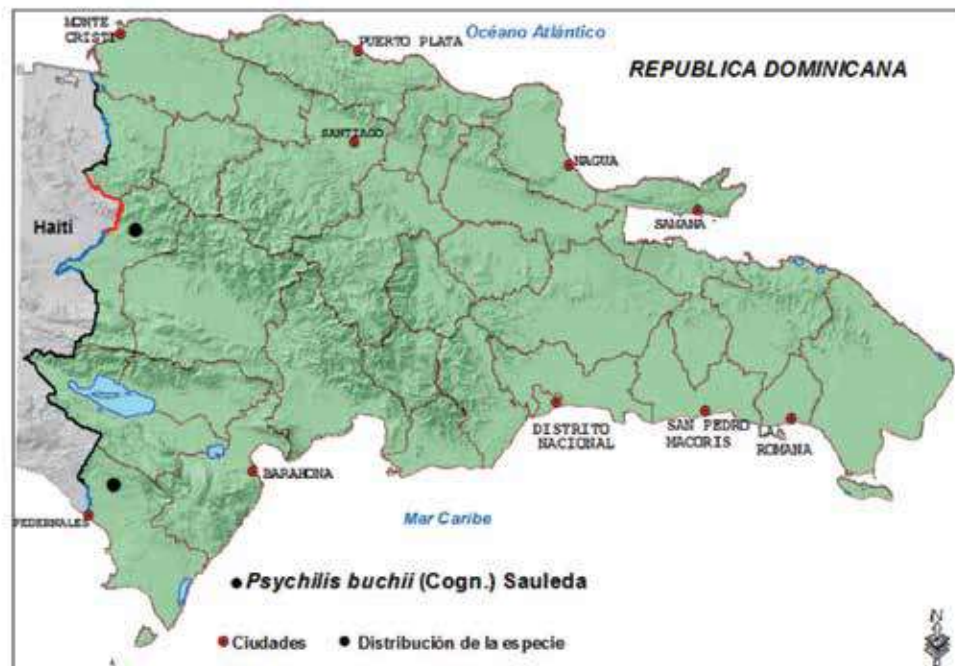 MONTE
CRISTI
PUERTO PLATA
Océano Atlántico
REPUBLICA DOMINICANA
SANTIAGO
NAGUA
SAMANA
Haití
DISTRITO
NACIONAL
SAN PEDRO
MACORIS
LA
ROMANA
BARAHONA
PEDERNALES
Mar Caribe
Psychilis buchii (Cogn.) Sauleda
Ciudades
Distribución de la especie
N